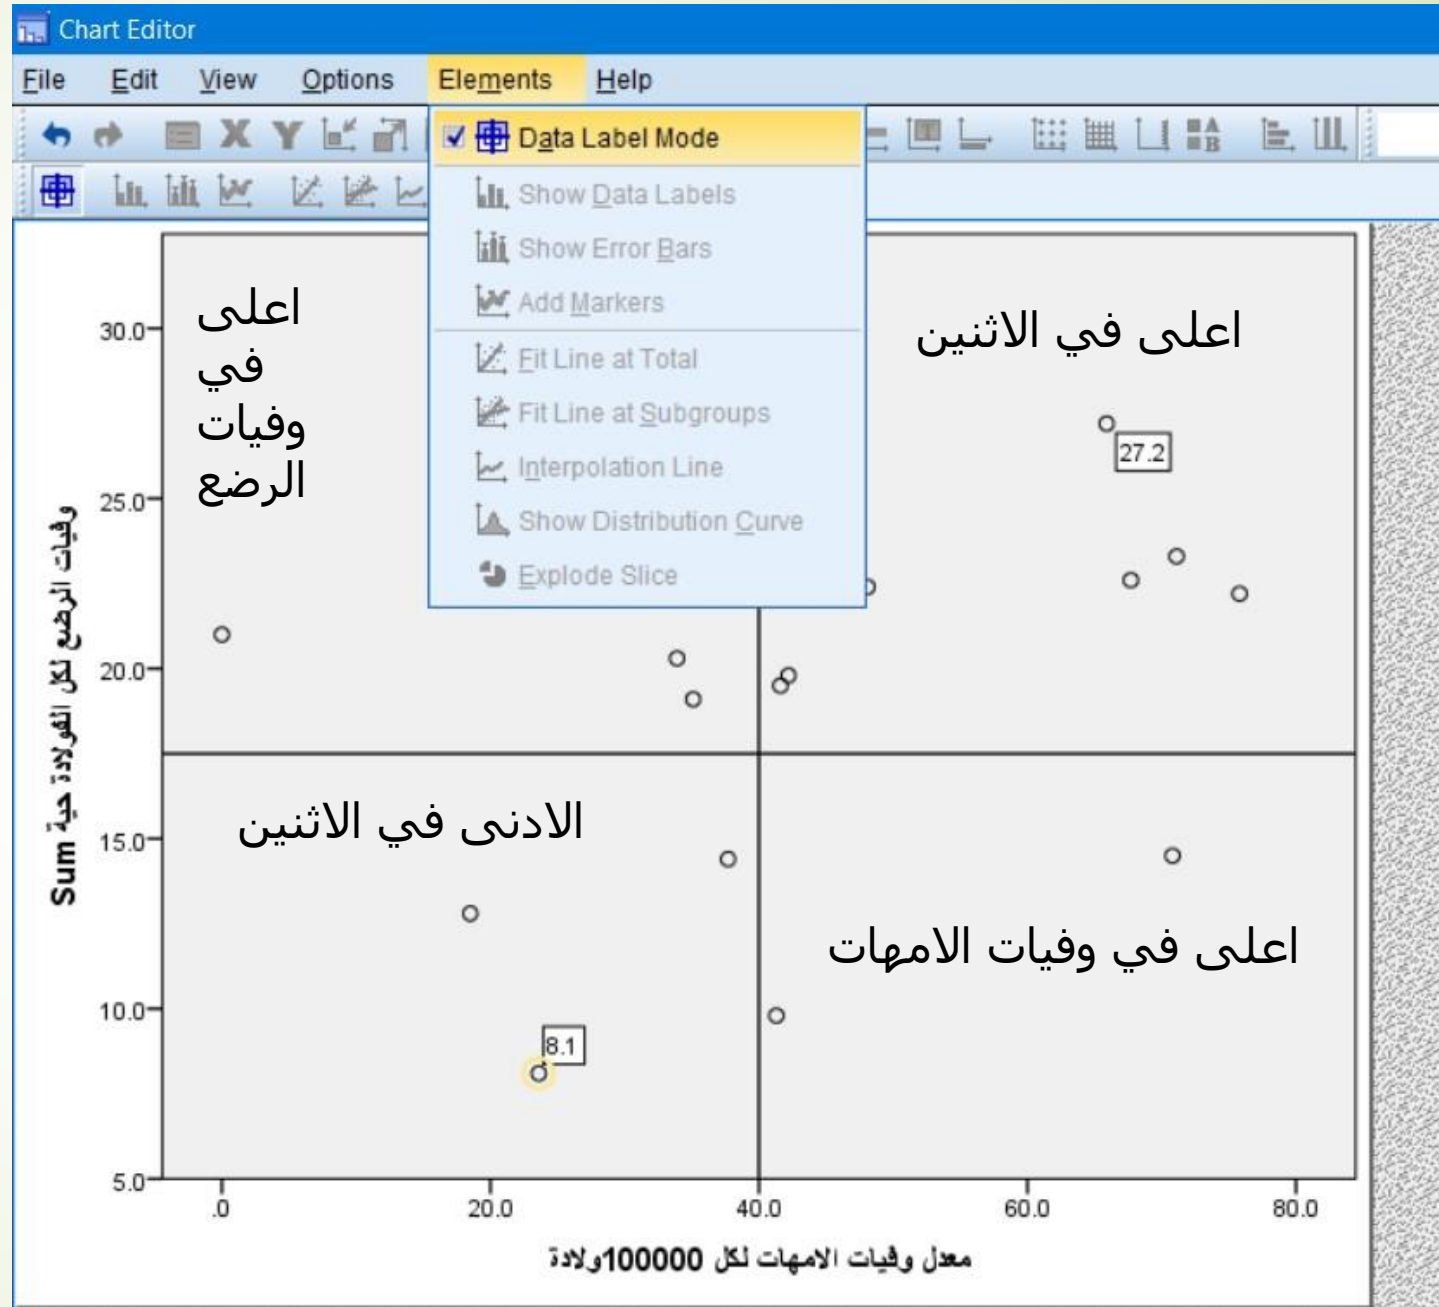 Chart Editor
File Edit View Options Elements Help
Data Label Mode
Show Data Labels
Show Error Bars
Add Markers
Fit Line at Total
Fit Line at Subgroups
Interpolation Line
Show Distribution Curve
Explode Slice
اعلى
في
وفيات
الرضع
اعلى في الاثنين
27.2
الادنى في الاثنين
اعلى في وفيات الامهات
8.1
30.0
25.0
20.0
15.0
10.0
5.0
.0 20.0 40.0 60.0 80.0
وفيات الرضع لكل الفولادة حية Sum
معدل وفيات الامهات لكل 100000ولادة